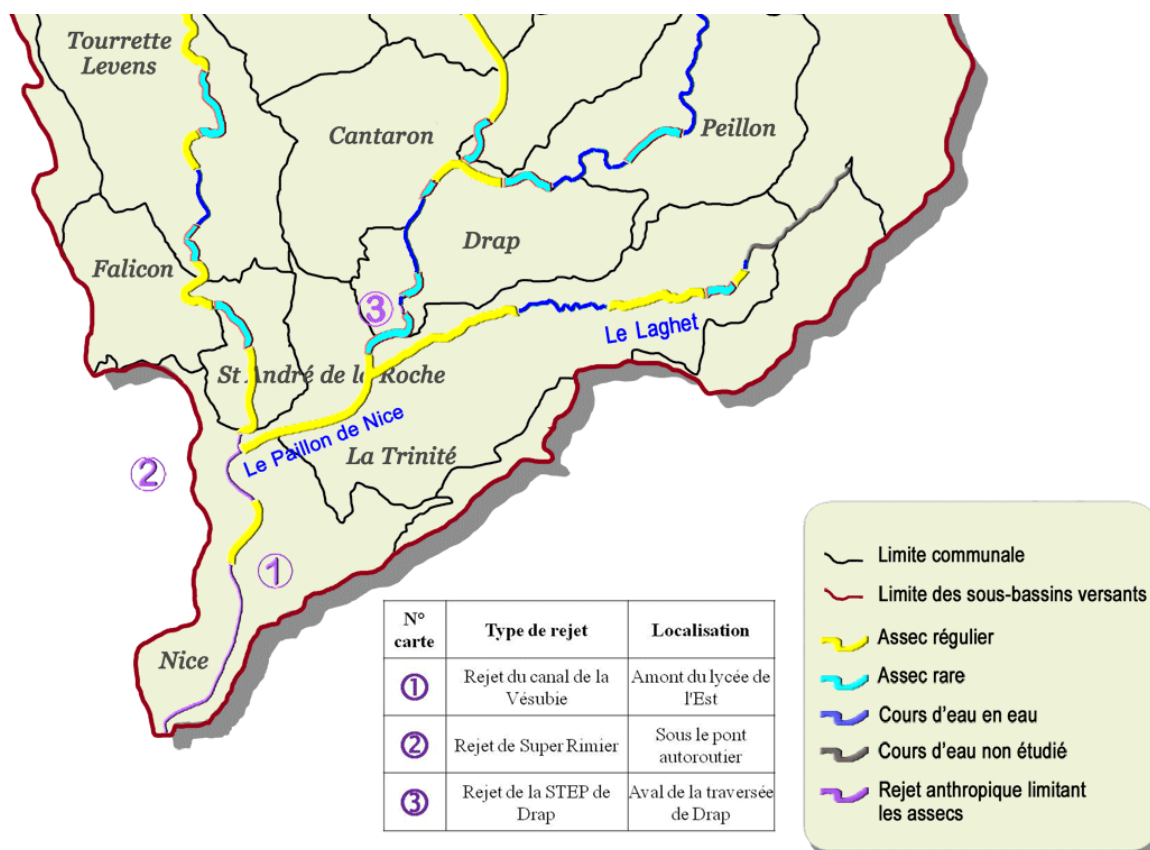 Tourrette
Levens
Cantaron
Peillon
Drap
Falicon
③
Le Laghet
St André de la Roche
Le Paillon de Nice
La Trinité
②
①
Nice
N° carte
Type de rejet
Localisation
①
Rejet du canal de la
Vésubie
Amont du lycée de
l'Est
②
Rejet de Super Rimier
Sous le pont
autoroutier
③
Rejet de la STEP de
Drap
Aval de la traversée
de Drap
Limite communale
Limite des sous-bassins versants
Assec régulier
Assec rare
Cours d'eau en eau
Cours d'eau non étudié
Rejet anthropique limitant
les assecs